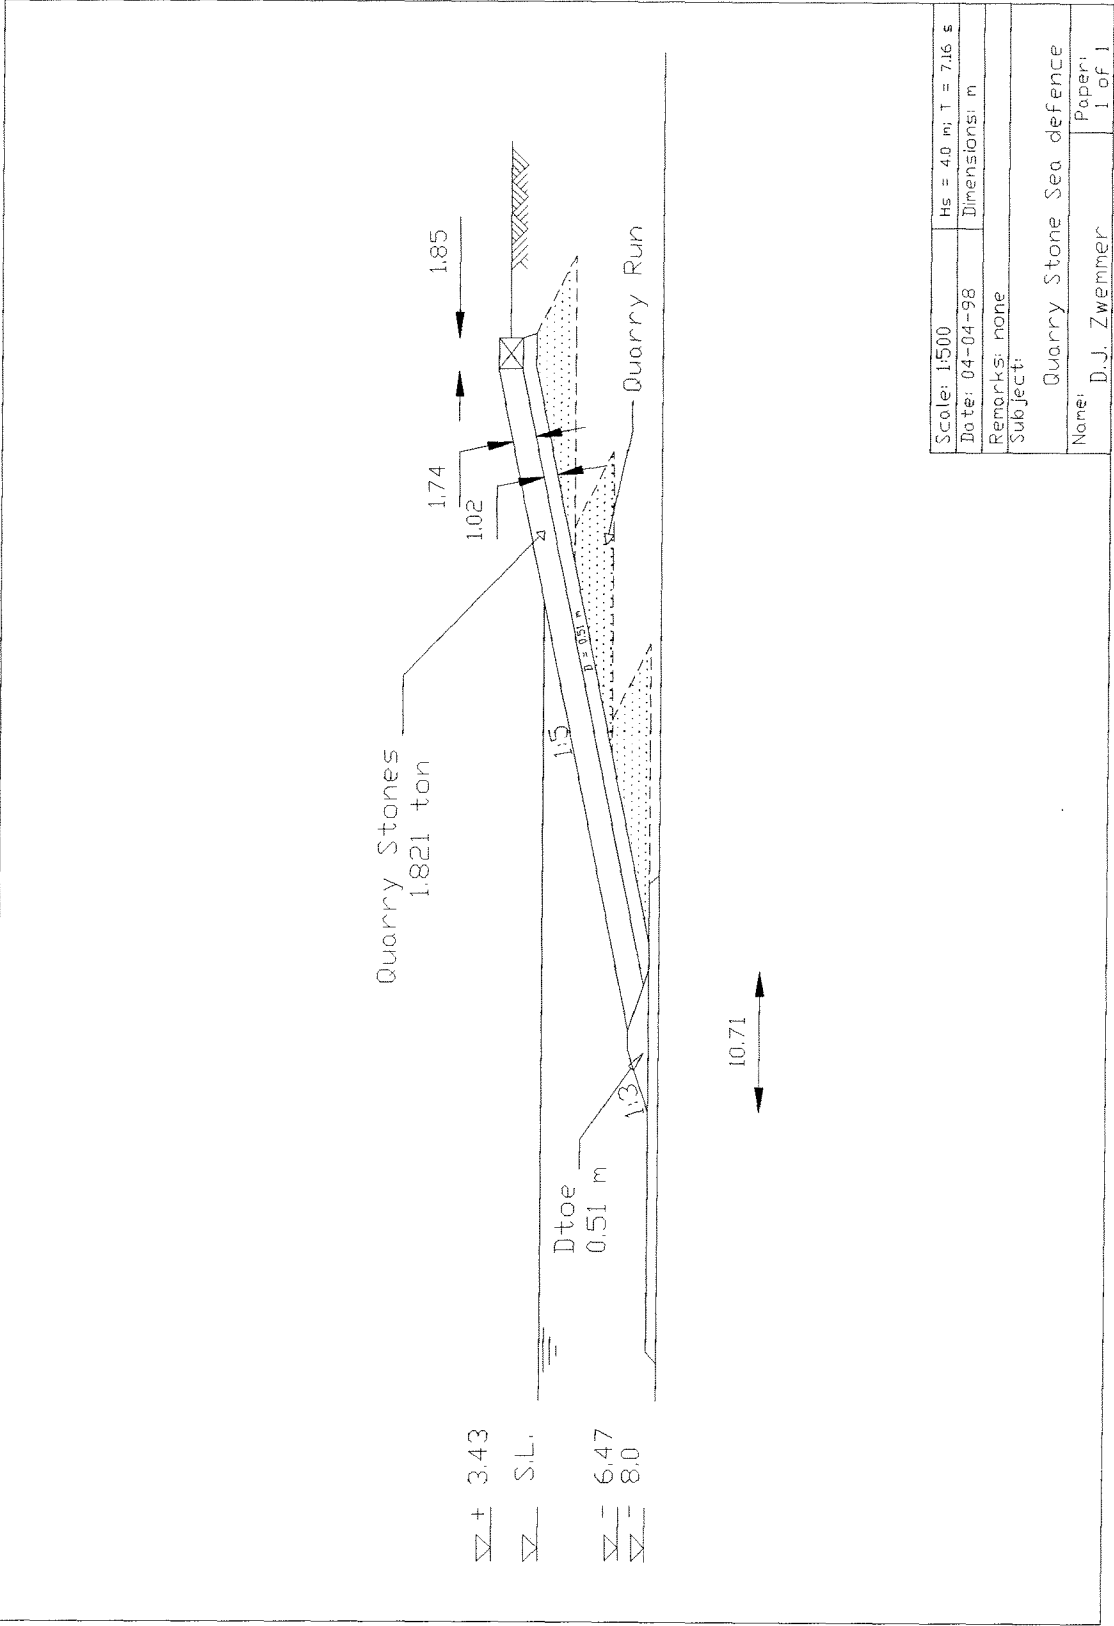 Quarry Stones
1.821 ton
1.74
1.02
1.85
1:5
D = 0.51 m
Quarry Run
Dtoe
0.51 m
1:3
10.71
+ 3.43
S.L.
- 6.47
- 8.0
Scale: 1:500
Hs = 4.0 m; T = 7.16 s
Date: 04-04-98
Dimensions: m
Remarks: none
Subject:
Quarry Stone Sea defence
Name:
D.J. Zwemmer
Paper:
1 of 1